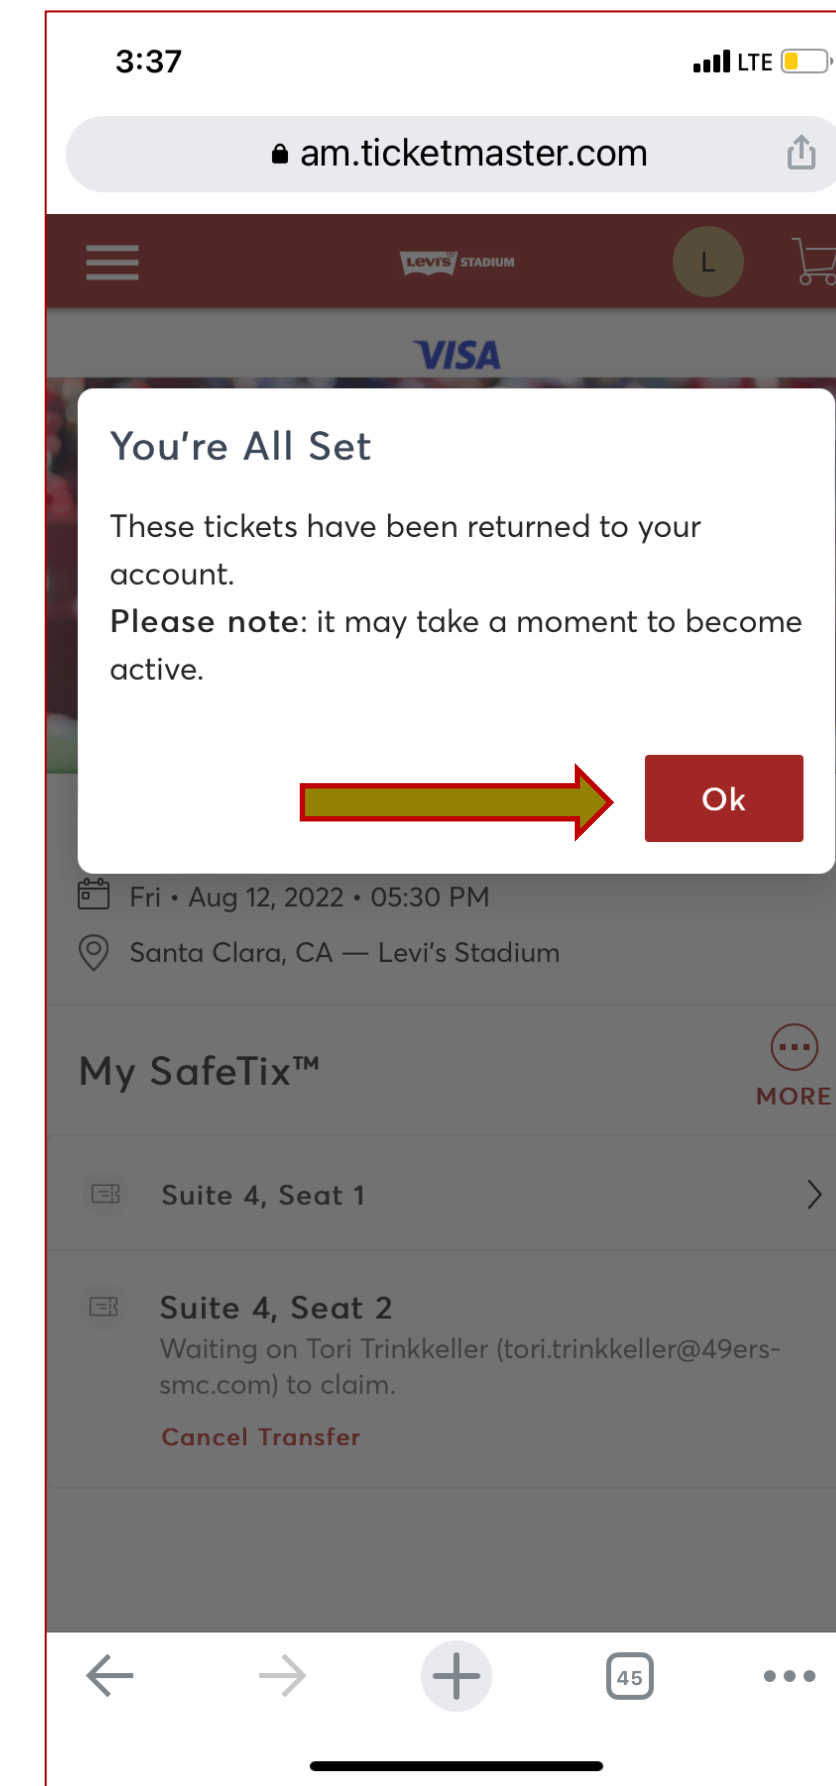 3:37 LTE
am.ticketmaster.com
LEVI'S STADIUM L
VISA
You're All Set
These tickets have been returned to your
account.
Please note: it may take a moment to become
active.
Ok
Fri • Aug 12, 2022 • 05:30 PM
Santa Clara, CA — Levi's Stadium
My SafeTix™
MORE
Suite 4, Seat 1
Suite 4, Seat 2
Waiting on Tori Trinkkeller (tori.trinkkeller@49ers-
smc.com) to claim.
Cancel Transfer
45